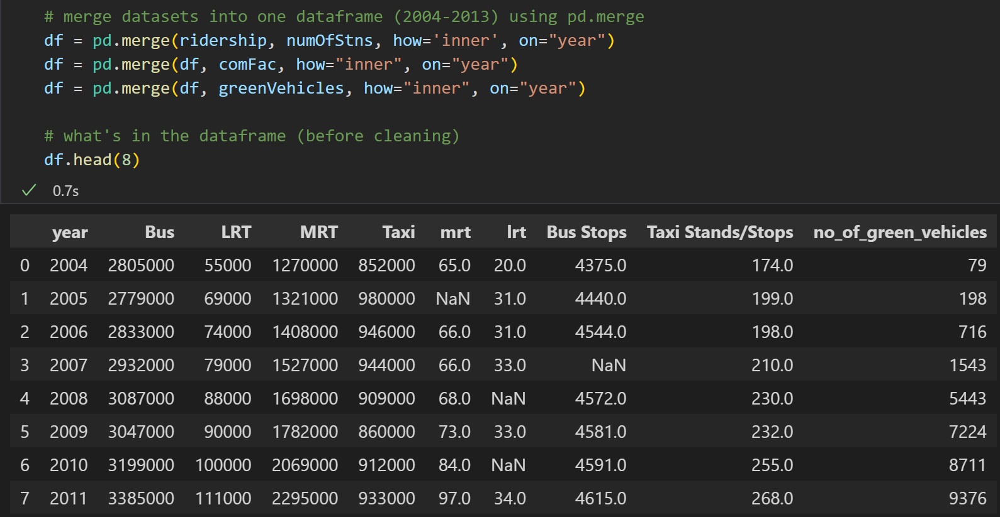 # merge datasets into one dataframe (2004-2013) using pd.merge
df = pd.merge(ridership, numOfStns, how='inner', on="year")
df = pd.merge(df, comFac, how="inner", on="year")
df = pd.merge(df, greenVehicles, how="inner", on="year")
# what's in the dataframe (before cleaning)
df.head(8)
0.7s
year Bus LRT MRT Taxi mrt lrt Bus Stops Taxi Stands/Stops no_of_green_vehicles
0 2004 2805000 55000 1270000 852000 65.0 20.0 4375.0 174.0 79
1 2005 2779000 69000 1321000 980000 NaN 31.0 4440.0 199.0 198
2 2006 2833000 74000 1408000 946000 66.0 31.0 4544.0 198.0 716
3 2007 2932000 79000 1527000 944000 66.0 33.0 NaN 210.0 1543
4 2008 3087000 88000 1698000 909000 68.0 NaN 4572.0 230.0 5443
5 2009 3047000 90000 1782000 860000 73.0 33.0 4581.0 232.0 7224
6 2010 3199000 100000 2069000 912000 84.0 NaN 4591.0 255.0 8711
7 2011 3385000 111000 2295000 933000 97.0 34.0 4615.0 268.0 9376